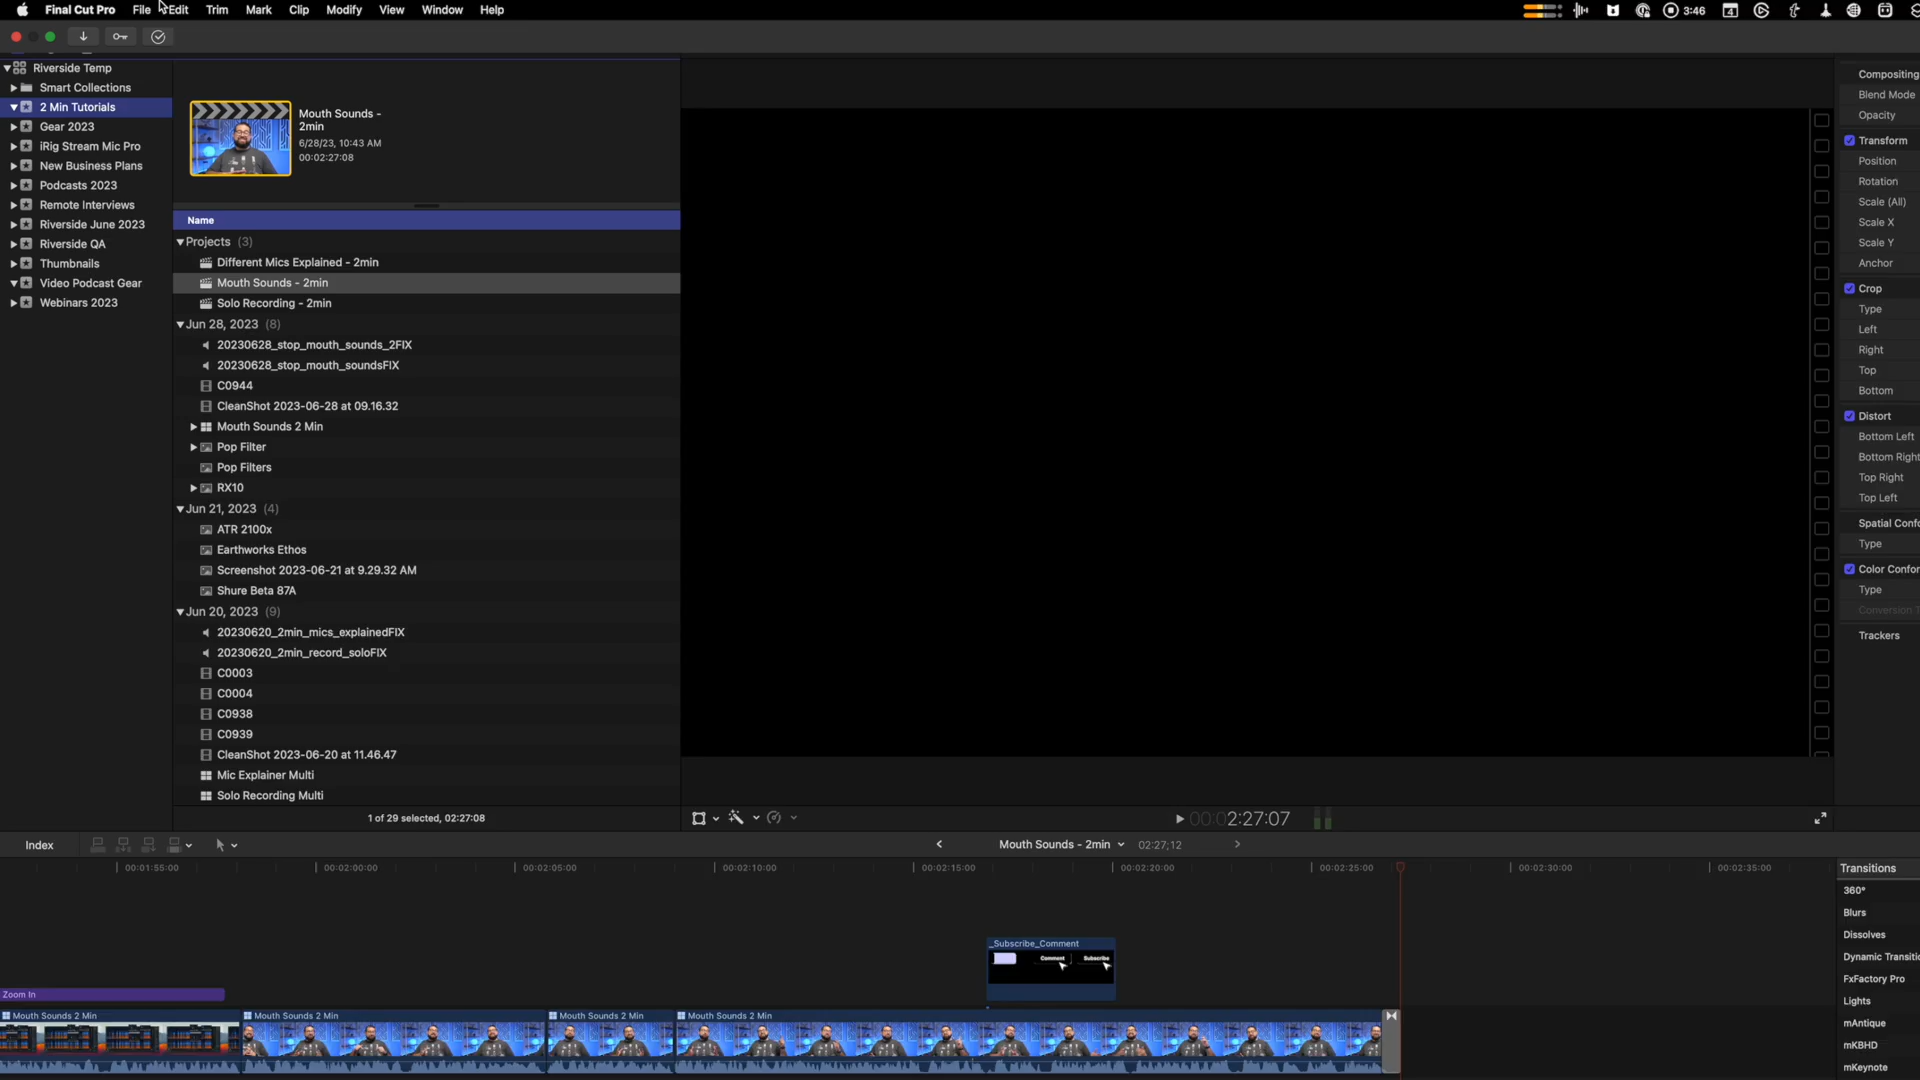 Final Cut Pro File Edit Trim Mark Clip Modify View Window Help 3:46 4
Riverside Temp
Smart Collections
2 Min Tutorials
Gear 2023
iRig Stream Mic Pro
New Business Plans
Podcasts 2023
Remote Interviews
Riverside June 2023
Riverside QA
Thumbnails
Video Podcast Gear
Webinars 2023
Mouth Sounds -
2min
6/28/23, 10:43 AM
00:02:27:08
Name
Projects (3)
Different Mics Explained - 2min
Mouth Sounds - 2min
Solo Recording - 2min
Jun 28, 2023 (8)
20230628_stop_mouth_sounds_2FIX
20230628_stop_mouth_soundsFIX
C0944
CleanShot 2023-06-28 at 09.16.32
Mouth Sounds 2 Min
Pop Filter
Pop Filters
RX10
Jun 21, 2023 (4)
ATR 2100x
Earthworks Ethos
Screenshot 2023-06-21 at 9.29.32 AM
Shure Beta 87A
Jun 20, 2023 (9)
20230620_2min_mics_explainedFIX
20230620_2min_record_soloFIX
C0003
C0004
C0938
C0939
CleanShot 2023-06-20 at 11.46.47
Mic Explainer Multi
Solo Recording Multi
1 of 29 selected, 02:27:08
00:02:27:07
Compositing
Blend Mode
Opacity
Transform
Position
Rotation
Scale (All)
Scale X
Scale Y
Anchor
Crop
Type
Left
Right
Top
Bottom
Distort
Bottom Left
Bottom Right
Top Right
Top Left
Spatial Confo
Type
Color Confor
Type
Conversion T
Trackers
Index Mouth Sounds - 2min 02:27;12
00:01:55:00 00:02:00:00 00:02:05:00 00:02:10:00 00:02:15:00 00:02:20:00 00:02:25:00 00:02:30:00 00:02:35:00
_Subscribe_Comment
Comment Subscribe
Zoom In
Mouth Sounds 2 Min Mouth Sounds 2 Min Mouth Sounds 2 Min Mouth Sounds 2 Min
Transitions
360°
Blurs
Dissolves
Dynamic Transitio
FxFactory Pro
Lights
mAntique
mKBHD
mKeynote